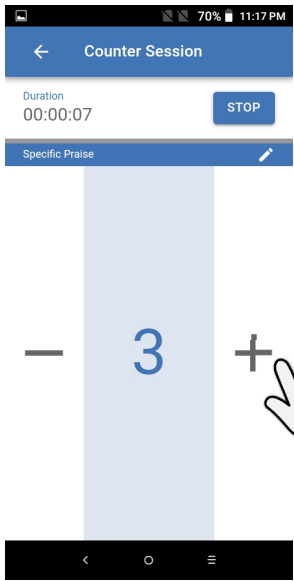 70% 11:17 PM
Counter Session
Duration
00:00:07
STOP
Specific Praise
3